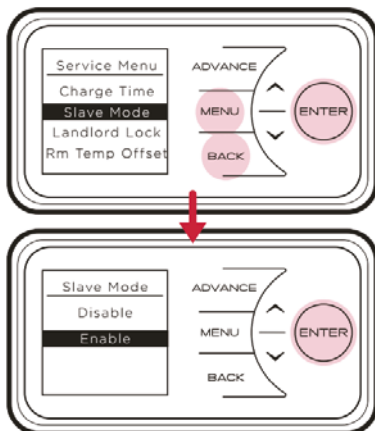 Service Menu
Charge Time
Slave Mode
Landlord Lock
Rm Temp Offset
ADVANCE
MENU
BACK
ENTER
Slave Mode
Disable
Enable
ADVANCE
MENU
BACK
ENTER